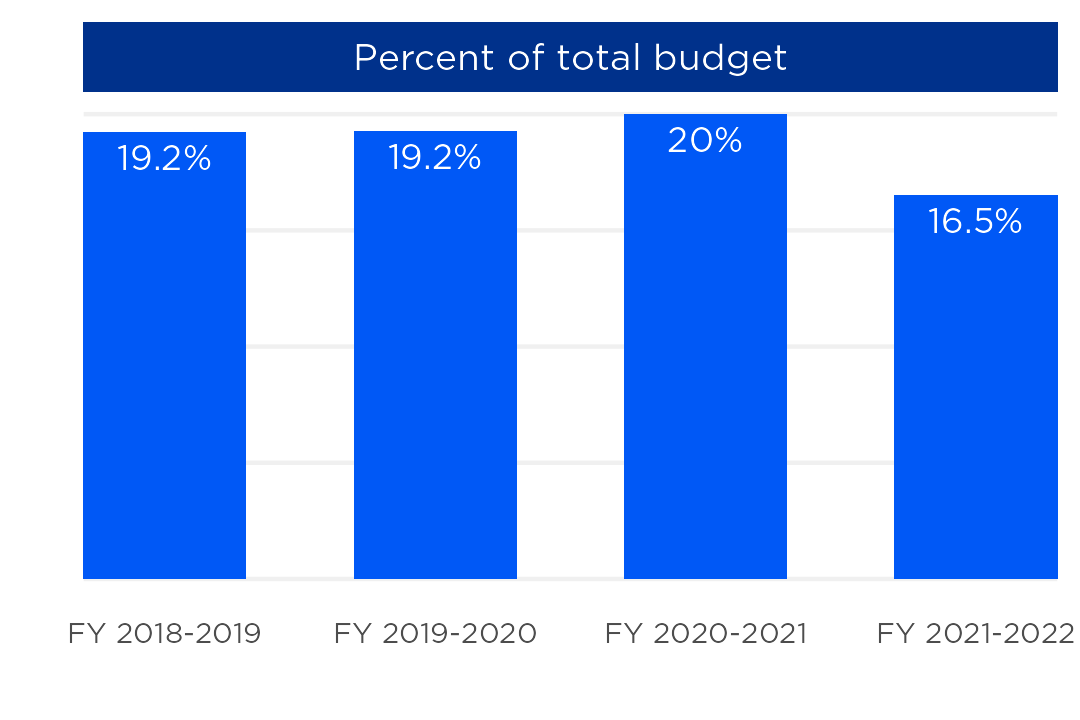 Percent of total budget
19.2%
19.2%
20%
16.5%
FY 2018-2019
FY 2019-2020
FY 2020-2021
FY 2021-2022